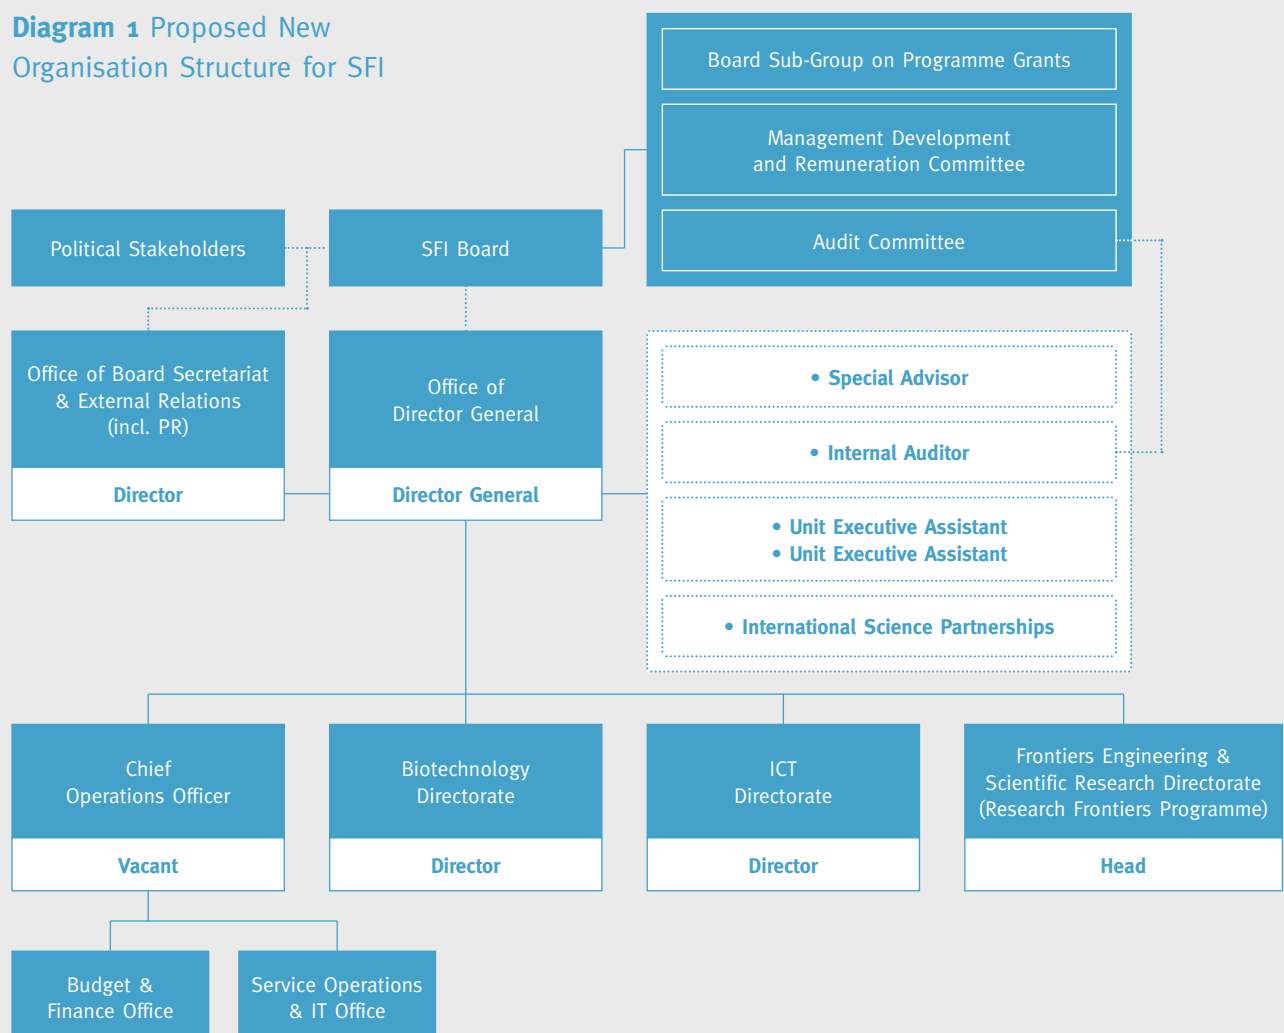 Diagram 1 Proposed New
Organisation Structure for SFI
Board Sub-Group on Programme Grants
Management Development
and Remuneration Committee
Audit Committee
Political Stakeholders
SFI Board
Office of Board Secretariat
& External Relations
(incl. PR)
Director
Office of
Director General
Director General
• Special Advisor
• Internal Auditor
• Unit Executive Assistant
• Unit Executive Assistant
• International Science Partnerships
Chief
Operations Officer
Vacant
Biotechnology
Directorate
Director
ICT
Directorate
Director
Frontiers Engineering &
Scientific Research Directorate
(Research Frontiers Programme)
Head
Budget &
Finance Office
Service Operations
& IT Office